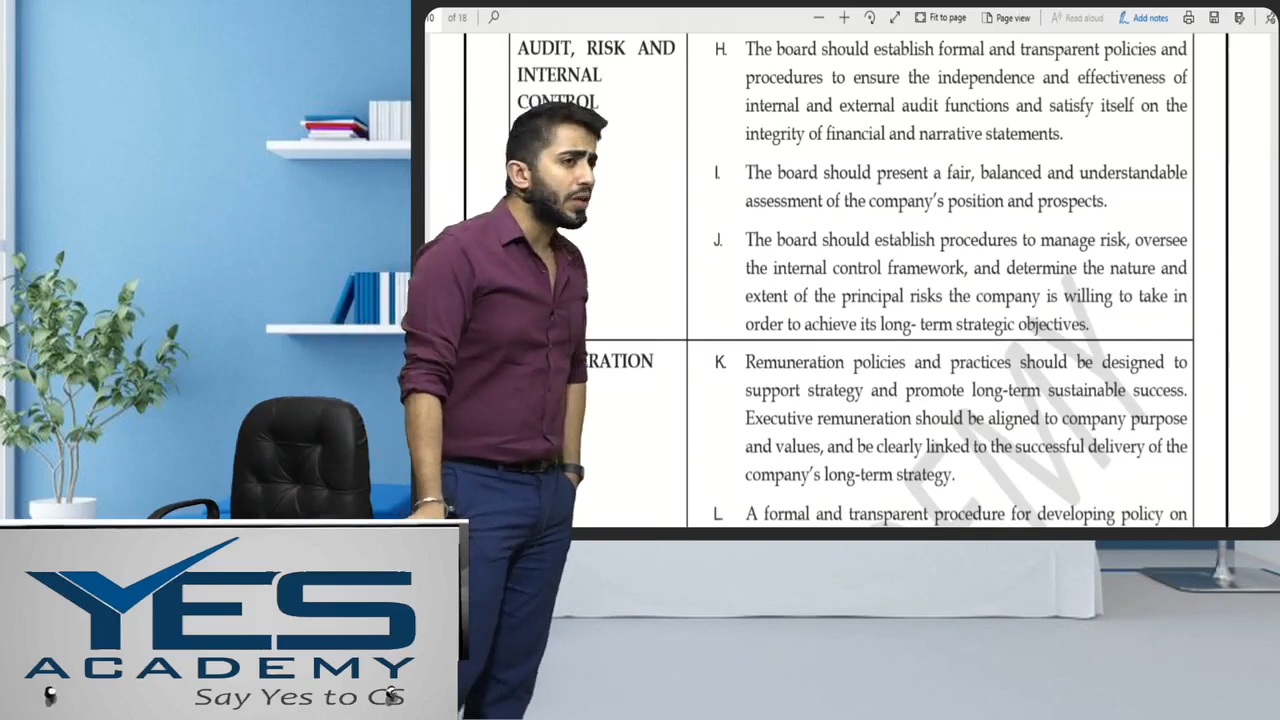 of 18
Fit to page
Page view
Read aloud
Add notes
AUDIT, RISK AND
INTERNAL
CONTROL
H. The board should establish formal and transparent policies and
procedures to ensure the independence and effectiveness of
internal and external audit functions and satisfy itself on the
integrity of financial and narrative statements.
I. The board should present a fair, balanced and understandable
assessment of the company's position and prospects.
J. The board should establish procedures to manage risk, oversee
the internal control framework, and determine the nature and
extent of the principal risks the company is willing to take in
order to achieve its long- term strategic objectives.
ERATION
K. Remuneration policies and practices should be designed to
support strategy and promote long-term sustainable success.
Executive remuneration should be aligned to company purpose
and values, and be clearly linked to the successful delivery of the
company's long-term strategy.
L. A formal and transparent procedure for developing policy on
YES
ACADEMY
Say Yes to CS